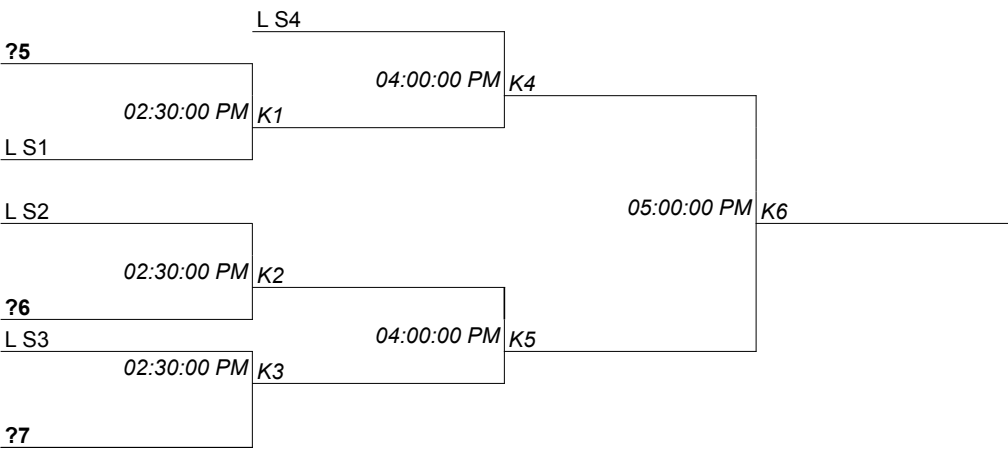 L S4
?5
04:00:00 PM K4
02:30:00 PM K1
L S1
L S2
05:00:00 PM K6
02:30:00 PM K2
?6
L S3
04:00:00 PM K5
02:30:00 PM K3
?7